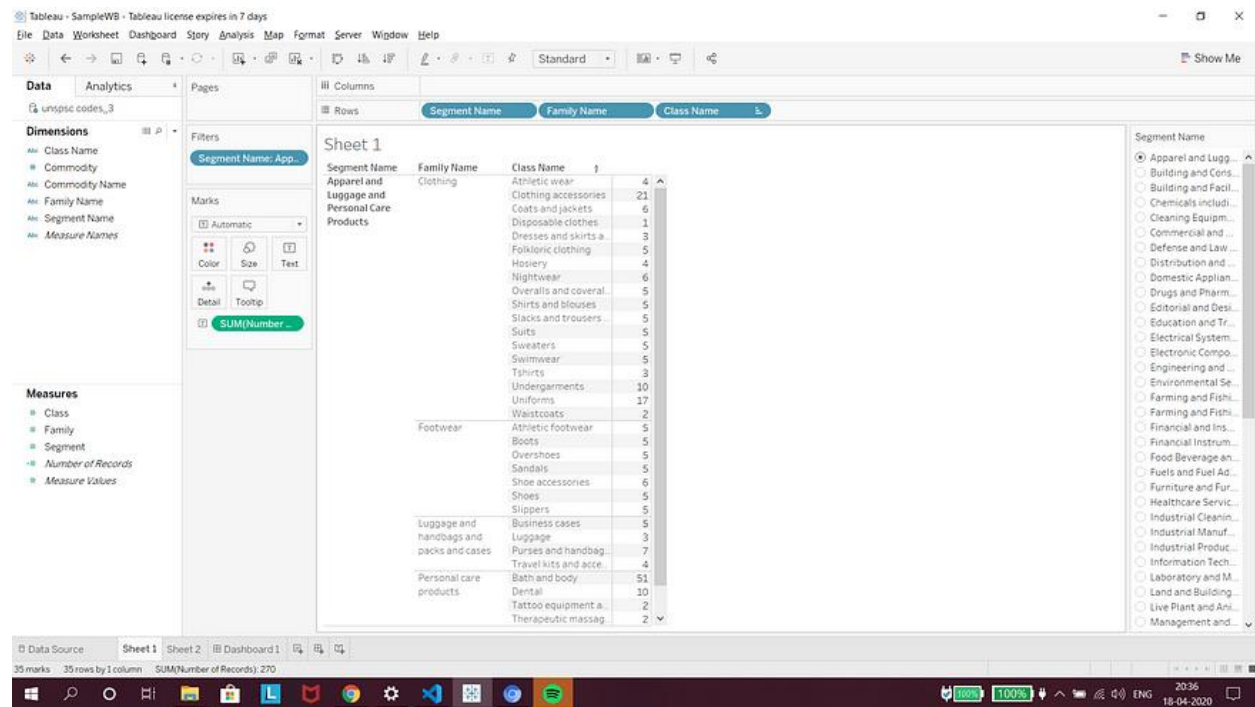 Tableau - SampleWB - Tableau license expires in 7 days
File Data Worksheet Dashboard Story Analysis Map Format Server Window Help
Standard
Show Me
Data Analytics
unspsc codes_3
Dimensions
Abc Class Name
Commodity
Abc Commodity Name
Abc Family Name
Abc Segment Name
Abc Measure Names
Measures
Class
Family
Segment
Number of Records
Measure Values
Pages
Filters
Segment Name: App..
Marks
Automatic
Color Size Text
Detail Tooltip
SUM(Number ..
Columns
Rows Segment Name Family Name Class Name
Sheet 1
Segment Name Family Name Class Name
Apparel and Luggage and Personal Care Products Clothing Athletic wear 4
Clothing accessories 21
Coats and jackets 6
Disposable clothes 1
Dresses and skirts a.. 3
Folkloric clothing 5
Hosiery 4
Nightwear 6
Overalls and coveral.. 5
Shirts and blouses 5
Slacks and trousers .. 5
Suits 5
Sweaters 5
Swimwear 5
Tshirts 3
Undergarments 10
Uniforms 17
Waistcoats 2
Footwear Athletic footwear 5
Boots 5
Overshoes 5
Sandals 5
Shoe accessories 6
Shoes 5
Slippers 5
Luggage and handbags and packs and cases Business cases 5
Luggage 3
Purses and handbag.. 7
Travel kits and acce.. 4
Personal care products Bath and body 51
Dental 10
Tattoo equipment a.. 2
Therapeutic massag.. 2
Segment Name
Apparel and Lugg...
Building and Cons...
Building and Facil...
Chemicals includi...
Cleaning Equipm...
Commercial and ...
Defense and Law ...
Distribution and ...
Domestic Applian...
Drugs and Pharm...
Editorial and Desi...
Education and Tr...
Electrical System...
Electronic Compo...
Engineering and ...
Environmental Se...
Farming and Fishi...
Farming and Fishi...
Financial and Ins...
Financial Instrum...
Food Beverage an...
Fuels and Fuel Ad...
Furniture and Fur...
Healthcare Servic...
Industrial Cleanin...
Industrial Manuf...
Industrial Produc...
Information Tech...
Laboratory and M...
Land and Building...
Live Plant and Ani...
Management and...
Data Source Sheet 1 Sheet 2 Dashboard 1
35 marks 35 rows by 1 column SUM(Number of Records): 270
100% 100% ENG 20:36
18-04-2020